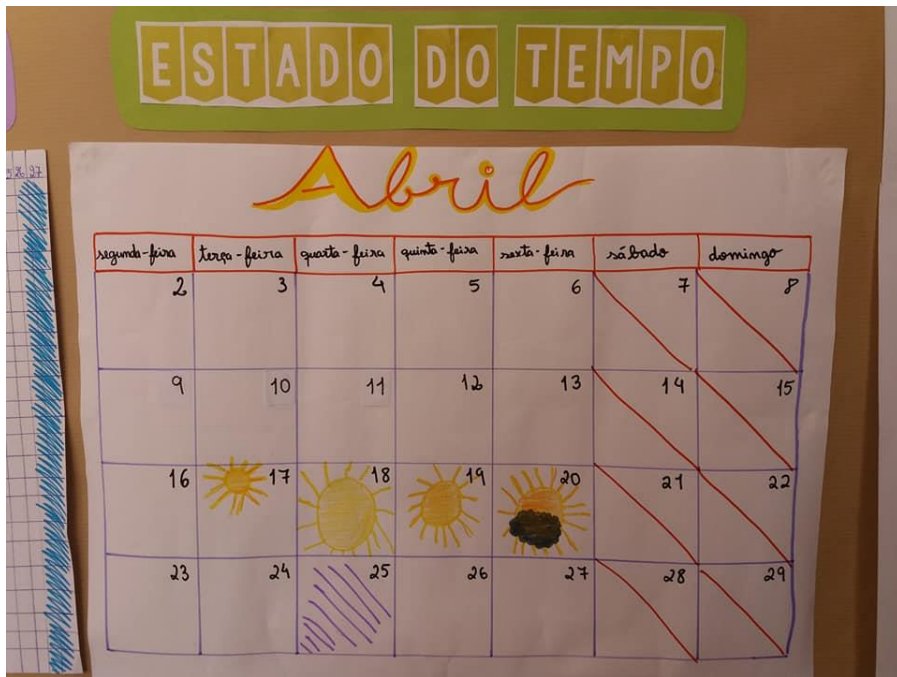 ESTADO DO TEMPO
Abril
26 27
segunda-feira terça-feira quarta-feira quinta-feira sexta-feira sábado domingo
2 3 4 5 6 7 8
9 10 11 12 13 14 15
16 17 18 19 20 21 22
23 24 25 26 27 28 29